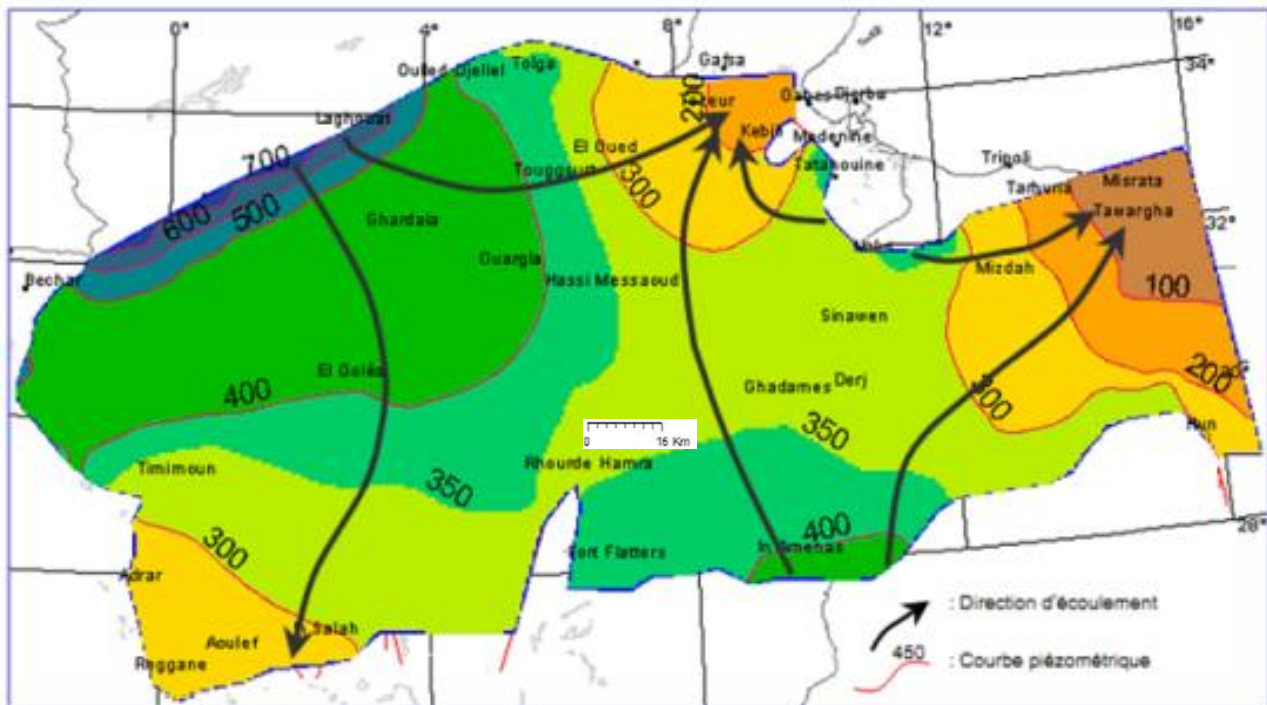 0°
4°
8°
12°
16°
34°
Gafsa
Tolga
Ouled Djellel
Tozeur
200
Gabes
Djerba
Laghouat
Kebili
Medenine
El Oued
700
Tatahouine
Tripoli
Touggourt
300
Misrata
Tarhuna
600
500
Ghardaia
Tawargha
32°
Ouargla
Mizdah
Bechar
Hassi Messaoud
100
Sinawen
El Goléa
Ghadames
Derj
200
400
300
Hun
350
15 Km
0
Timimoun
Rhourde Hamra
350
400
28°
300
Fort Flatters
In Amenas
Adrar
: Direction d'écoulement
Salah
Aoulef
450
Reggane
: Courbe piézométrique